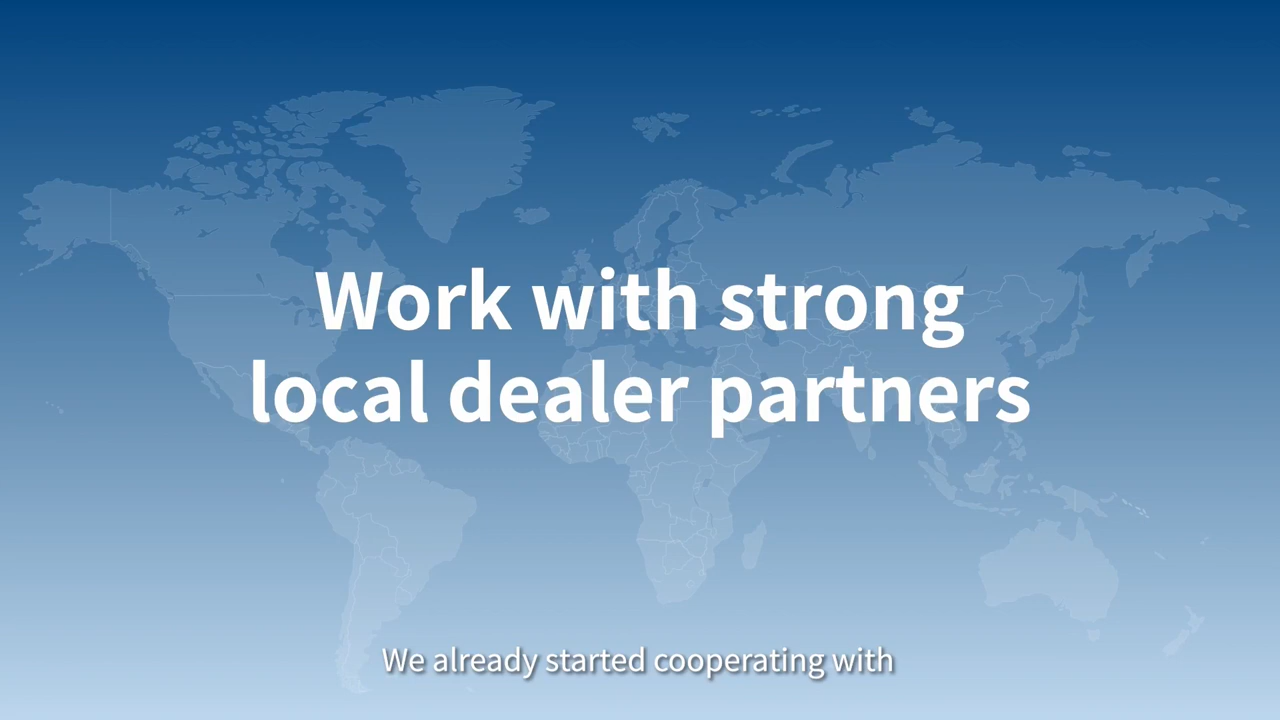 Work with strong
local dealer partners
We already started cooperating with